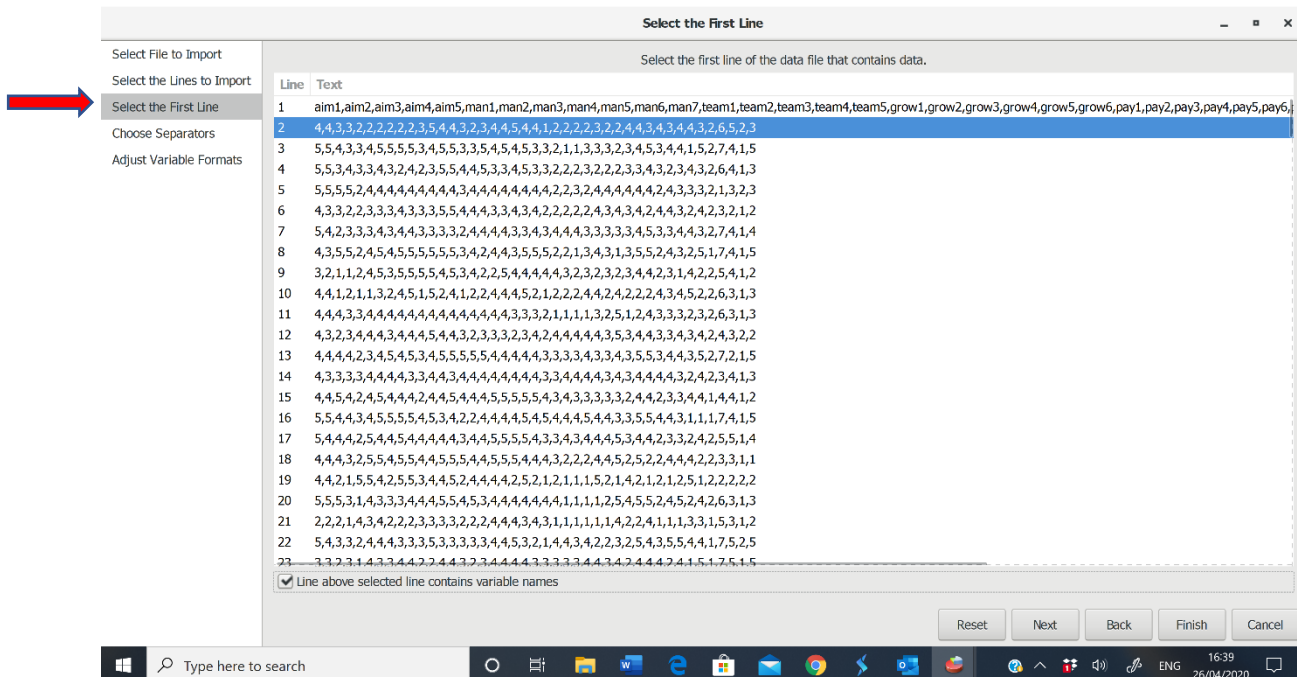 Select the First Line
Select File to Import
Select the Lines to Import
Select the First Line
Choose Separators
Adjust Variable Formats
Select the first line of the data file that contains data.
Line Text
1 aim1,aim2,aim3,aim4,aim5,man1,man2,man3,man4,man5,man6,man7,team1,team2,team3,team4,team5,grow1,grow2,grow3,grow4,grow5,grow6,pay1,pay2,pay3,pay4,pay5,pay6,
2 4,4,3,3,2,2,2,2,2,2,3,5,4,4,3,2,3,4,4,5,4,4,1,2,2,2,2,3,2,2,4,4,3,4,3,4,4,3,2,6,5,2,3
3 5,5,4,3,3,4,5,5,5,5,3,4,5,5,3,3,5,4,5,4,5,3,3,2,1,1,3,3,3,2,3,4,5,3,4,4,1,5,2,7,4,1,5
4 5,5,3,4,3,3,4,3,2,4,2,3,5,5,4,4,5,3,3,4,5,3,3,2,2,2,3,2,2,2,3,3,4,3,2,3,4,3,2,6,4,1,3
5 5,5,5,5,2,4,4,4,4,4,4,4,4,4,3,4,4,4,4,4,4,4,2,2,3,2,4,4,4,4,4,4,2,4,3,3,3,2,1,3,2,3
6 4,3,3,2,2,3,3,3,4,3,3,3,5,5,4,4,4,3,3,4,3,4,2,2,2,2,2,4,3,4,3,4,2,4,4,3,2,4,2,3,2,1,2
7 5,4,2,3,3,3,4,3,4,4,3,3,3,3,2,4,4,4,4,3,3,4,3,4,4,4,3,3,3,3,3,4,5,3,3,4,4,3,2,7,4,1,4
8 4,3,5,5,2,4,5,4,5,5,5,5,5,5,3,4,2,4,4,3,5,5,5,2,2,1,3,4,3,1,3,5,5,2,4,3,2,5,1,7,4,1,5
9 3,2,1,1,2,4,5,3,5,5,5,5,4,5,3,4,2,2,5,4,4,4,4,4,3,2,3,2,3,2,3,4,4,2,3,1,4,2,2,5,4,1,2
10 4,4,1,2,1,1,3,2,4,5,1,5,2,4,1,2,2,4,4,4,5,2,1,2,2,2,4,4,2,4,2,2,2,4,3,4,5,2,2,6,3,1,3
11 4,4,4,3,3,4,4,4,4,4,4,4,4,4,4,4,4,4,4,3,3,3,2,1,1,1,1,3,2,5,1,2,4,3,3,3,2,3,2,6,3,1,3
12 4,3,2,3,4,4,4,3,4,4,4,5,4,4,3,2,3,3,3,2,3,4,2,4,4,4,4,4,3,5,3,4,4,3,3,4,3,4,2,4,3,2,2
13 4,4,4,4,2,3,4,5,4,5,3,4,5,5,5,5,5,4,4,4,4,4,3,3,3,3,4,3,3,4,3,5,5,3,4,4,3,5,2,7,2,1,5
14 4,3,3,3,3,4,4,4,4,3,3,4,4,3,4,4,4,4,4,4,4,4,3,3,4,4,4,4,3,4,3,4,4,4,4,3,2,4,2,3,4,1,3
15 4,4,5,4,2,4,5,4,4,4,2,4,4,5,4,4,4,5,5,5,5,5,4,3,4,3,3,3,3,3,2,4,4,2,3,3,4,4,1,4,4,1,2
16 5,5,4,4,3,4,5,5,5,5,4,5,3,4,2,2,4,4,4,4,5,4,5,4,4,4,5,4,4,3,3,5,5,4,4,3,1,1,1,7,4,1,5
17 5,4,4,4,2,5,4,4,5,4,4,4,4,4,3,4,4,5,5,5,5,4,3,3,4,3,4,4,4,5,3,4,4,2,3,3,2,4,2,5,5,1,4
18 4,4,4,3,2,5,5,4,5,5,4,4,5,5,5,4,4,5,5,5,4,4,4,3,2,2,2,4,4,5,2,5,2,2,4,4,4,2,2,3,3,1,1
19 4,4,2,1,5,5,4,2,5,5,3,4,4,5,2,4,4,4,4,2,5,2,1,2,1,1,1,5,2,1,4,2,1,2,1,2,5,1,2,2,2,2,2
20 5,5,5,3,1,4,3,3,3,4,4,4,5,5,4,5,3,4,4,4,4,4,4,4,1,1,1,1,2,5,4,5,5,2,4,5,2,4,2,6,3,1,3
21 2,2,2,1,4,3,4,2,2,2,3,3,3,3,2,2,2,4,4,4,3,4,3,1,1,1,1,1,1,4,2,2,4,1,1,1,3,3,1,5,3,1,2
22 5,4,3,3,2,4,4,4,3,3,3,5,3,3,3,3,3,4,4,5,3,2,1,4,4,3,4,2,2,3,2,5,4,3,5,5,4,4,1,7,5,2,5
Line above selected line contains variable names
Reset Next Back Finish Cancel
Type here to search
ENG
16:39
26/04/2020